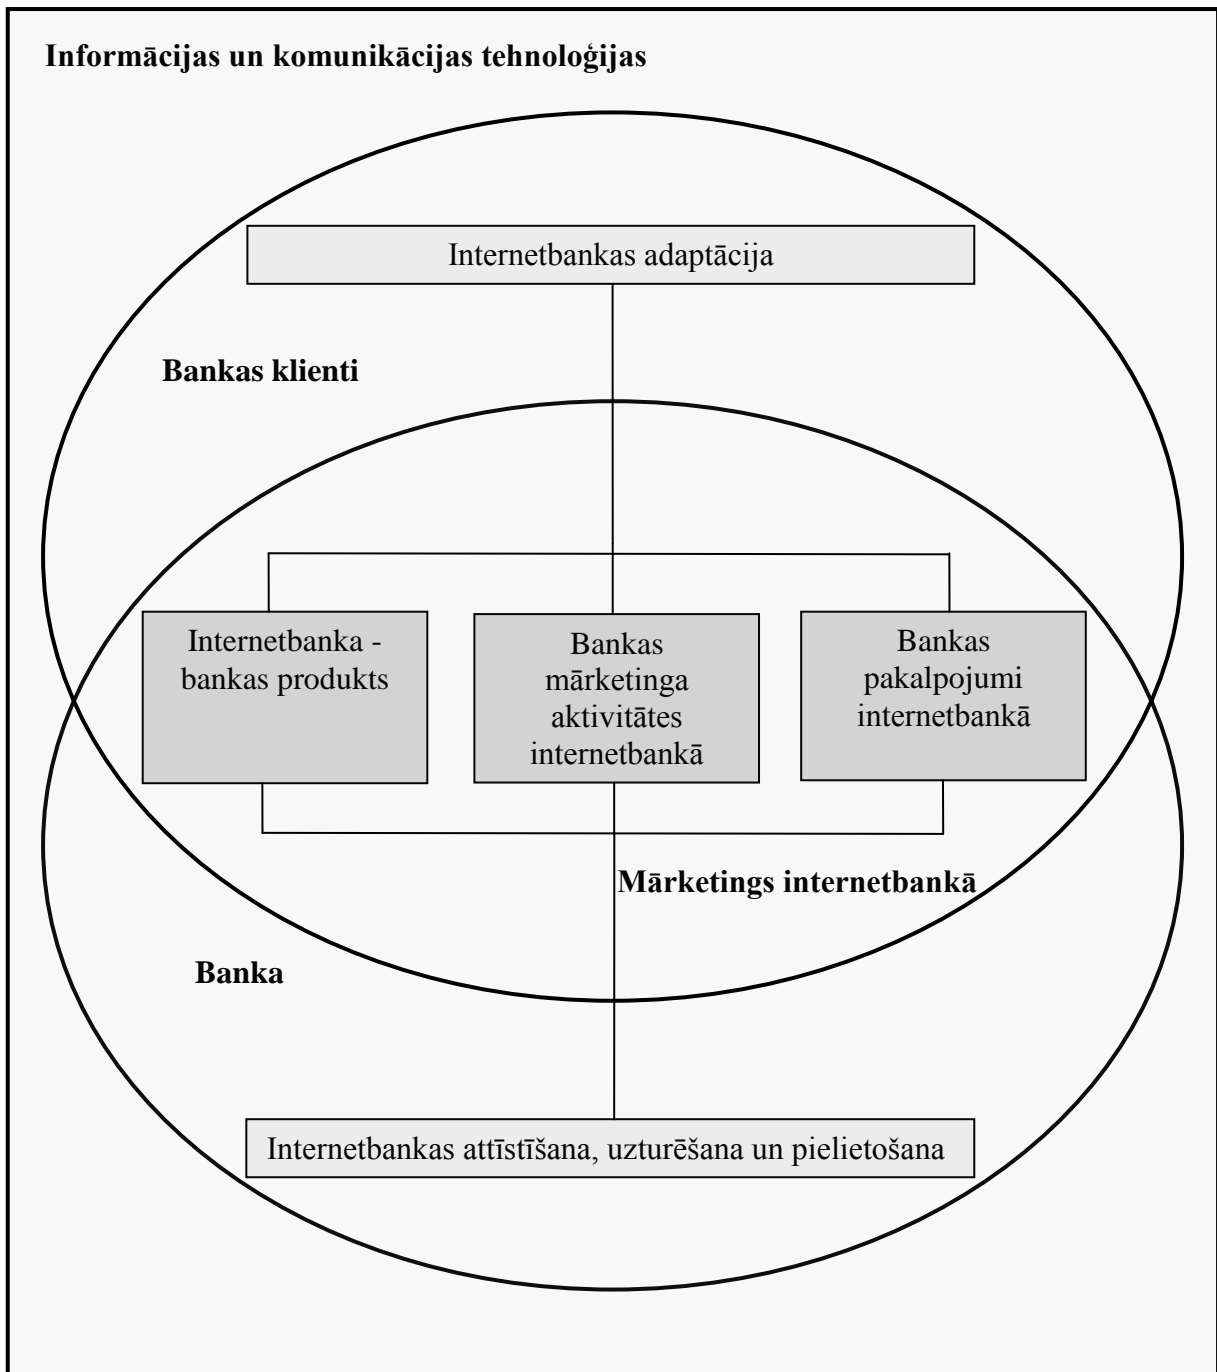 Informācijas un komunikācijas tehnoloģijas
Internetbankas adaptācija
Bankas klienti
Internetbanka -
bankas produkts
Bankas
mārketinga
aktivitātes
internetbankā
Bankas
pakalpojumi
internetbankā
Mārketings internetbankā
Banka
Internetbankas attīstīšana, uzturēšana un pielietošana